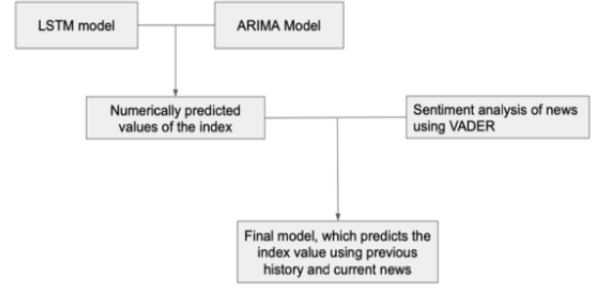 LSTM model
ARIMA Model
Numerically predicted
values of the index
Sentiment analysis of news
using VADER
Final model, which predicts the
index value using previous
history and current news